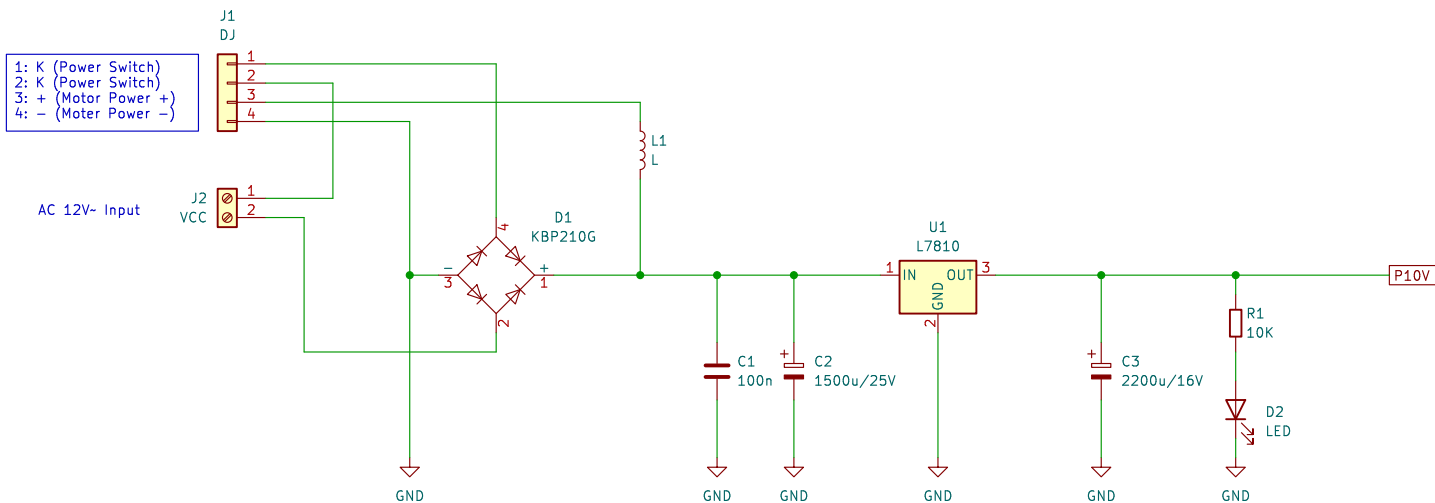 J1
DJ
1: K (Power Switch)
2: K (Power Switch)
3: + (Motor Power +)
4: - (Moter Power -)
1
2
3
4
L1
L
AC 12V~ Input
J2
VCC
1
2
D1
KBP210G
4
-
3
+
1
2
U1
L7810
1
IN
OUT
3
GND
2
P10V
R1
10K
+
C1
100n
C2
1500u/25V
+
C3
2200u/16V
D2
LED
GND
GND
GND
GND
GND
GND